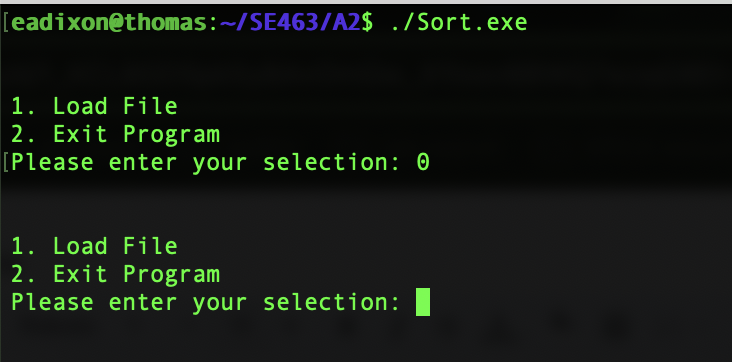 [eadixon@thomas:~/SE463/A2$ ./Sort.exe
1. Load File
2. Exit Program
[Please enter your selection: 0
1. Load File
2. Exit Program
Please enter your selection: